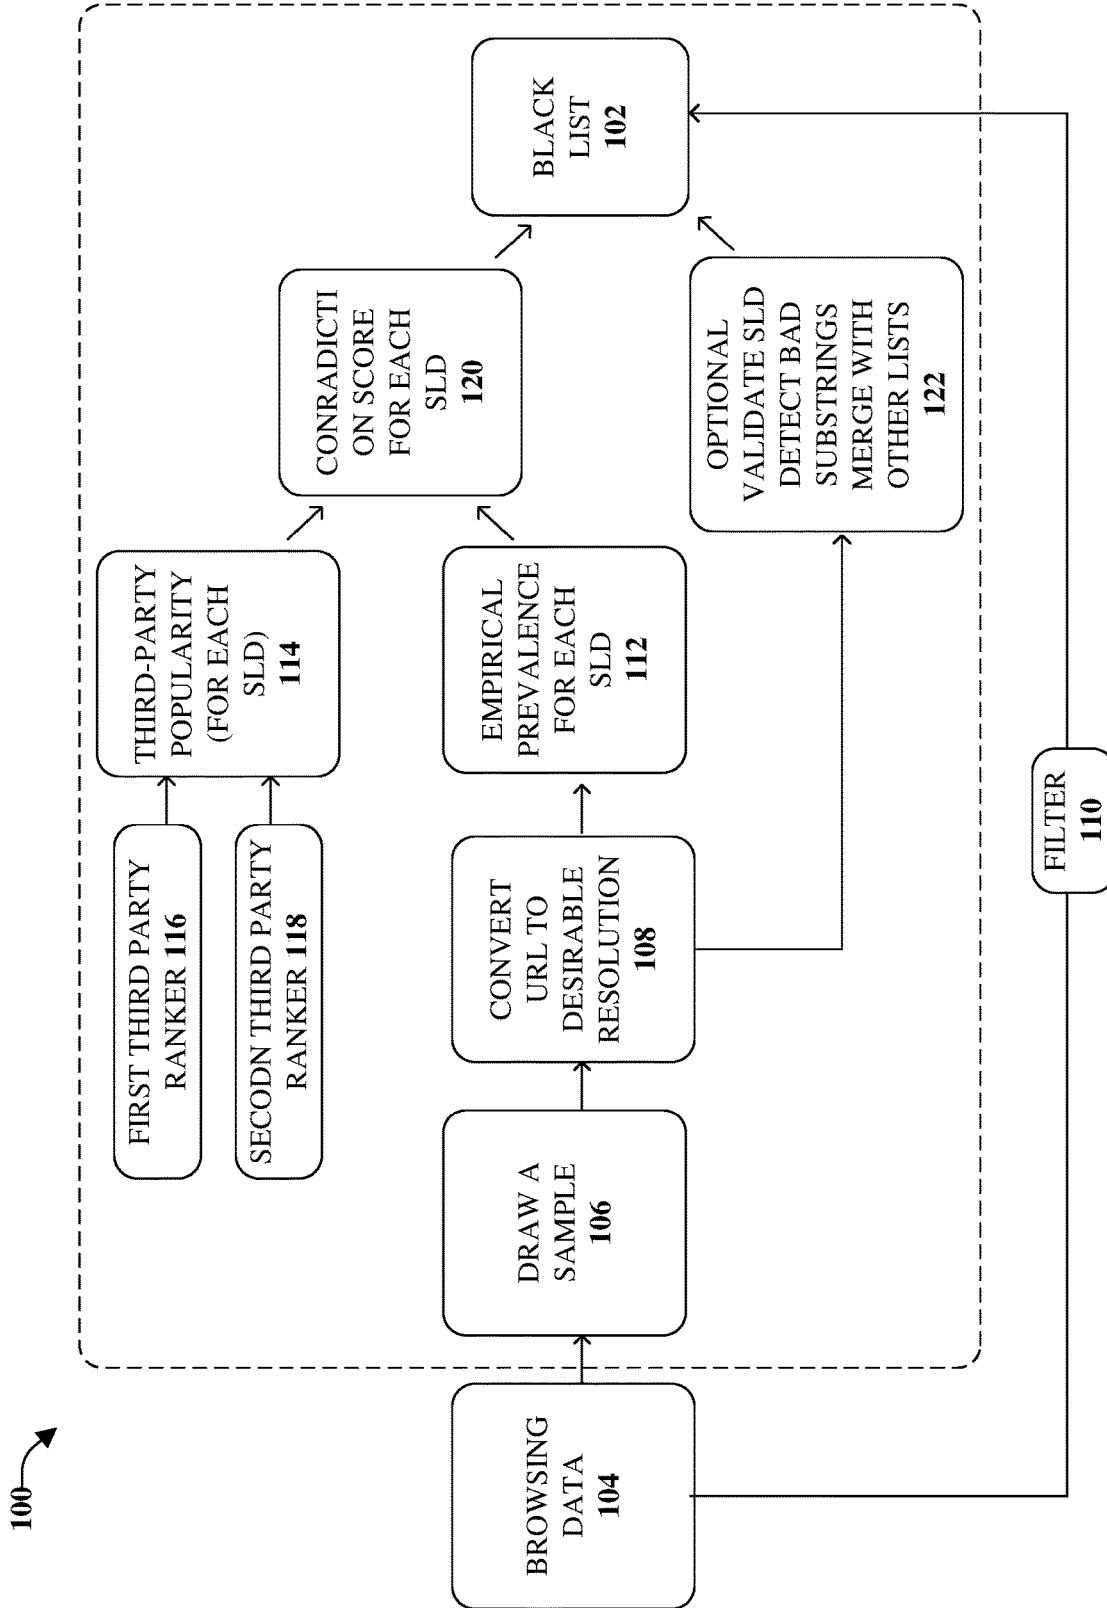 100
FIRST THIRD PARTY
RANKER 116
SECODN THIRD PARTY
RANKER 118
THIRD-PARTY
POPULARITY
(FOR EACH
SLD)
114
CONRADICTI
ON SCORE
FOR EACH
SLD
120
BLACK
LIST
102
BROWSING
DATA
104
DRAW A
SAMPLE
106
CONVERT
URL TO
DESIRABLE
RESOLUTION
108
EMPIRICAL
PREVALENCE
FOR EACH
SLD
112
OPTIONAL
VALIDATE SLD
DETECT BAD
SUBSTRINGS
MERGE WITH
OTHER LISTS
122
FILTER
110